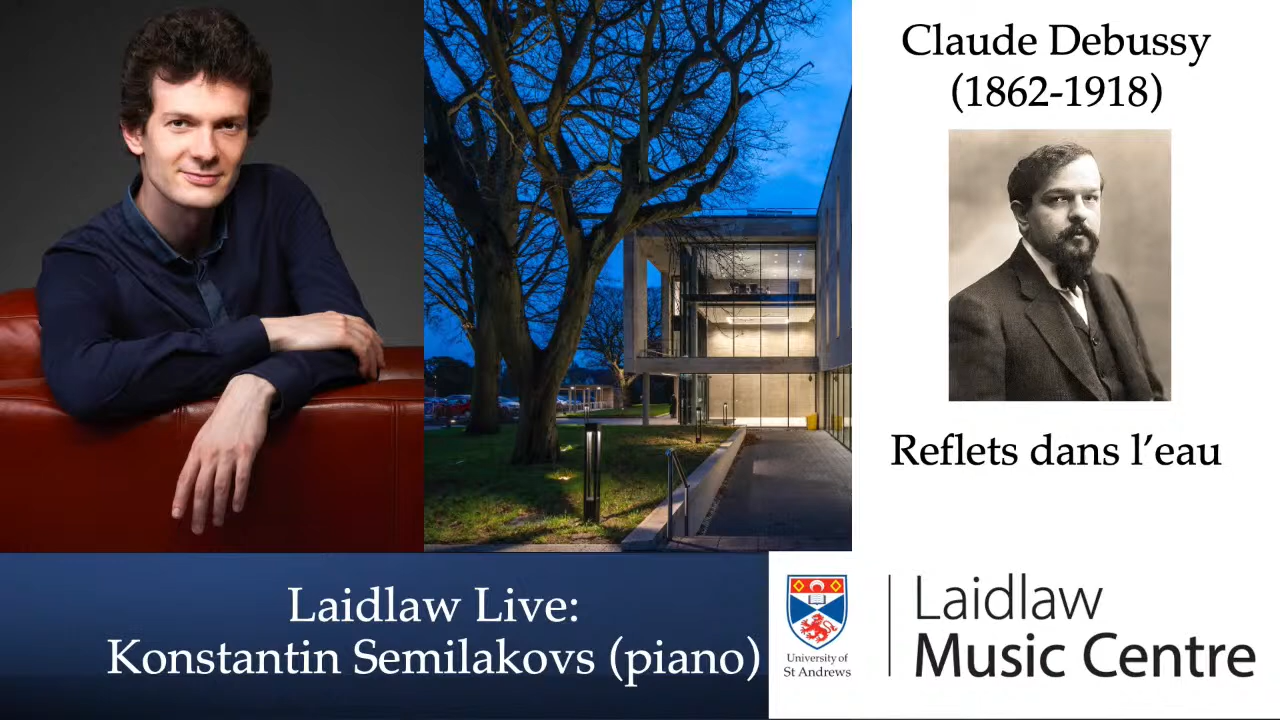 Claude Debussy
(1862-1918)
Reflets dans l’eau
Laidlaw Live:
Konstantin Semilakovs (piano)
University of
St Andrews
Laidlaw
Music Centre